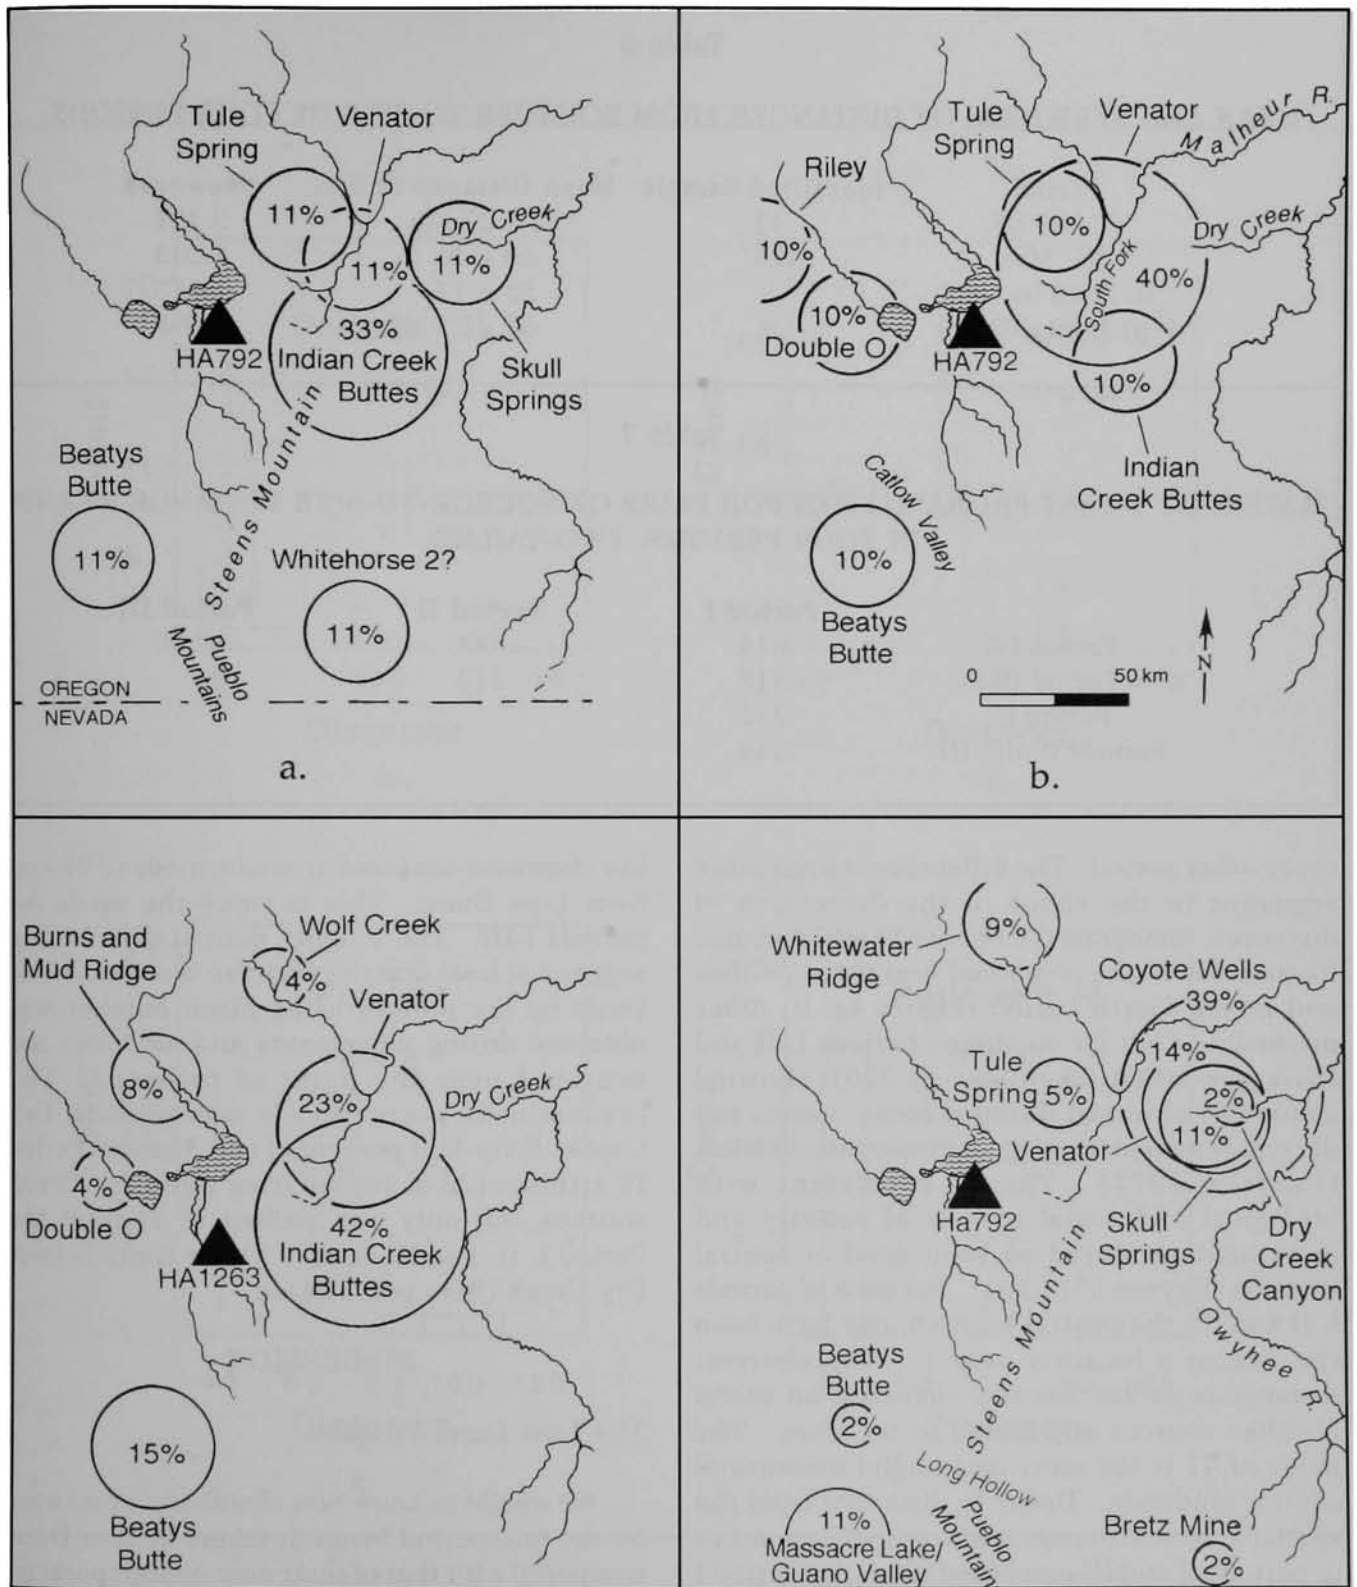 Tule
Spring
Venator
11%
Dry Creek
11%
11%
33%
HA792
Indian Creek
Buttes
Skull
Springs
Steens Mountain
Beatys
Butte
11%
Whitehorse 2?
11%
Pueblo
Mountains
OREGON
NEVADA
a.
Tule
Spring
Venator
Malheur R.
Riley
10%
10%
Dry Creek
South Fork
40%
10%
Double O
HA792
10%
Indian
Creek Buttes
Catlow Valley
10%
Beatys
Butte
N
0 50 km
b.
Burns and
Mud Ridge
Wolf Creek
4%
Venator
8%
23%
Dry Creek
4%
Double O
42%
HA1263
Indian Creek
Buttes
15%
Beatys
Butte
Whitewater
Ridge
9%
Coyote Wells
39%
14%
Tule
Spring
5%
2%
11%
Venator
Ha792
Skull
Springs
Dry
Creek
Canyon
Steens Mountain
Owyhee R.
Beatys
Butte
2%
Long Hollow
Pueblo
Mountains
11%
Massacre Lake/
Guano Valley
Bretz Mine
2%